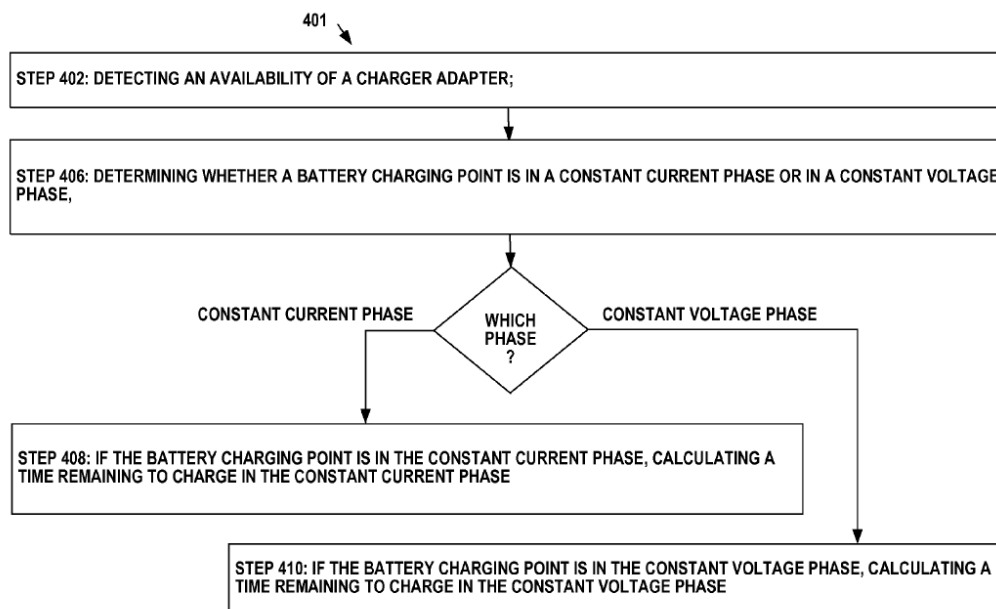 401
STEP 402: DETECTING AN AVAILABILITY OF A CHARGER ADAPTER;
STEP 406: DETERMINING WHETHER A BATTERY CHARGING POINT IS IN A CONSTANT CURRENT PHASE OR IN A CONSTANT VOLTAGE
PHASE,
CONSTANT CURRENT PHASE
WHICH
PHASE
?
CONSTANT VOLTAGE PHASE
STEP 408: IF THE BATTERY CHARGING POINT IS IN THE CONSTANT CURRENT PHASE, CALCULATING A
TIME REMAINING TO CHARGE IN THE CONSTANT CURRENT PHASE
STEP 410: IF THE BATTERY CHARGING POINT IS IN THE CONSTANT VOLTAGE PHASE, CALCULATING A
TIME REMAINING TO CHARGE IN THE CONSTANT VOLTAGE PHASE